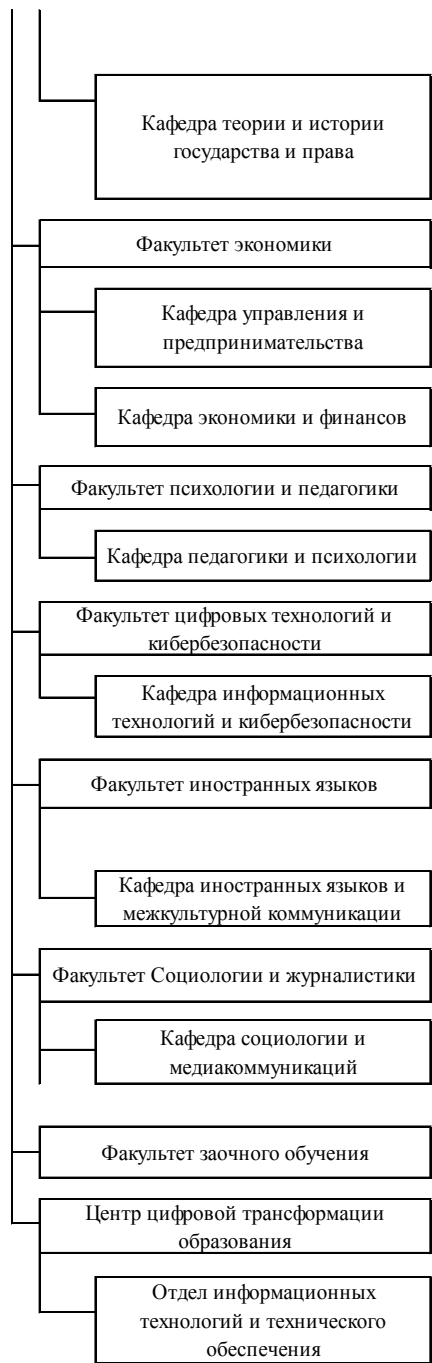 Кафедра теории и истории
государства и права
Факультет экономики
Кафедра управления и
предпринимательства
Кафедра экономики и финансов
Факультет психологии и педагогики
Кафедра педагогики и психологии
Факультет цифровых технологий и
кибербезопасности
Кафедра информационных
технологий и кибербезопасности
Факультет иностранных языков
Кафедра иностранных языков и
межкультурной коммуникации
Факультет Социологии и журналистики
Кафедра социологии и
медиакоммуникаций
Факультет заочного обучения
Центр цифровой трансформации
образования
Отдел информационных
технологий и технического
обеспечения